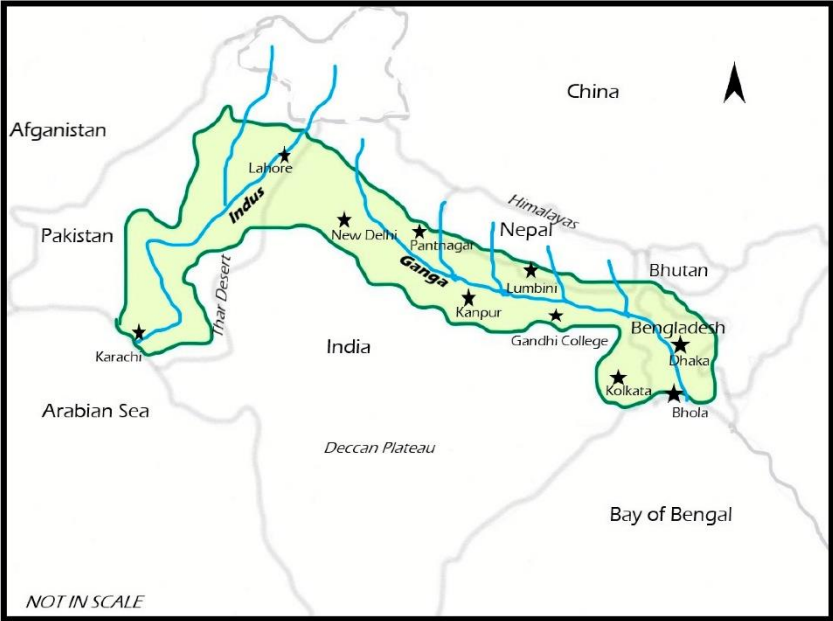 China
Afganistan
Lahore
Indus
Himalayas
Pakistan
New Delhi
Pantnagar
Nepal
Ganga
Bhutan
Lumbini
Thar Desert
Kanpur
Bengladesh
Gandhi College
Karachi
India
Dhaka
Kolkata
Arabian Sea
Bhola
Deccan Plateau
Bay of Bengal
NOT IN SCALE